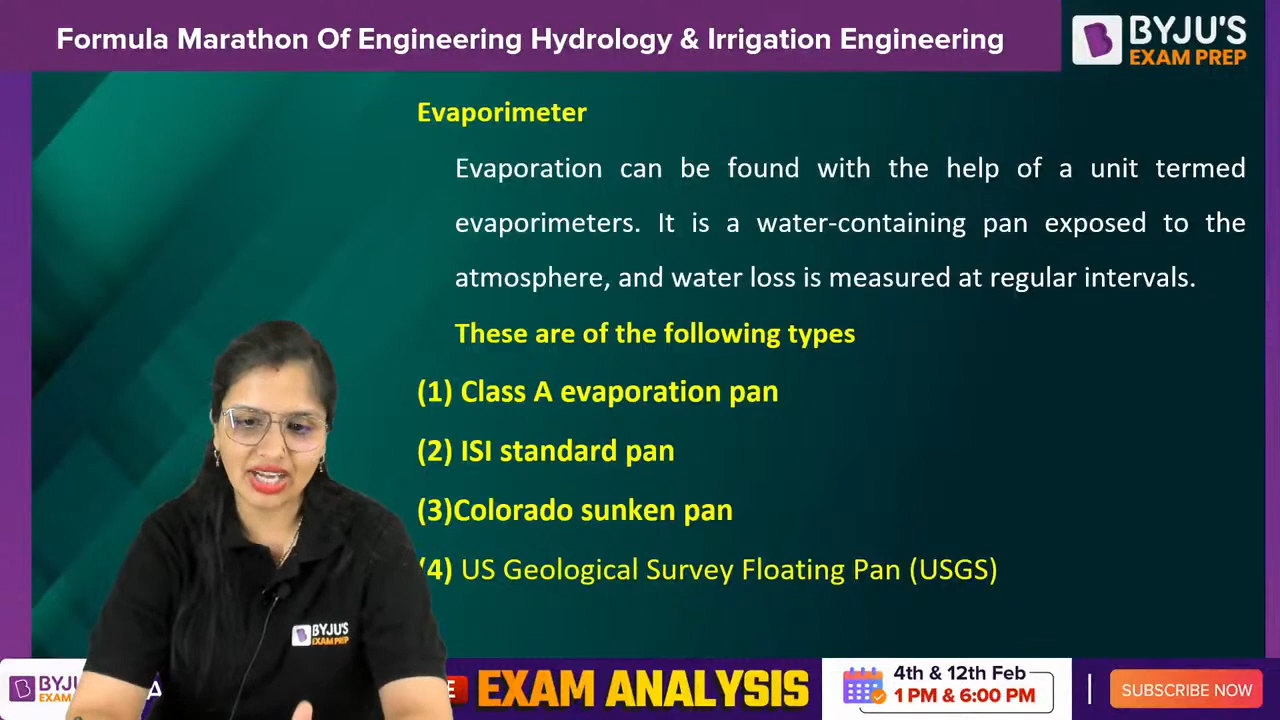 Formula Marathon Of Engineering Hydrology & Irrigation Engineering
BYJU'S
EXAM PREP
Evaporimeter
Evaporation can be found with the help of a unit termed
evaporimeters. It is a water-containing pan exposed to the
atmosphere, and water loss is measured at regular intervals.
These are of the following types
(1) Class A evaporation pan
(2) ISI standard pan
(3)Colorado sunken pan
(4) US Geological Survey Floating Pan (USGS)
BYJU'S
EXAM PREP
EXAM ANALYSIS
4th & 12th Feb
1 PM & 6:00 PM
SUBSCRIBE NOW